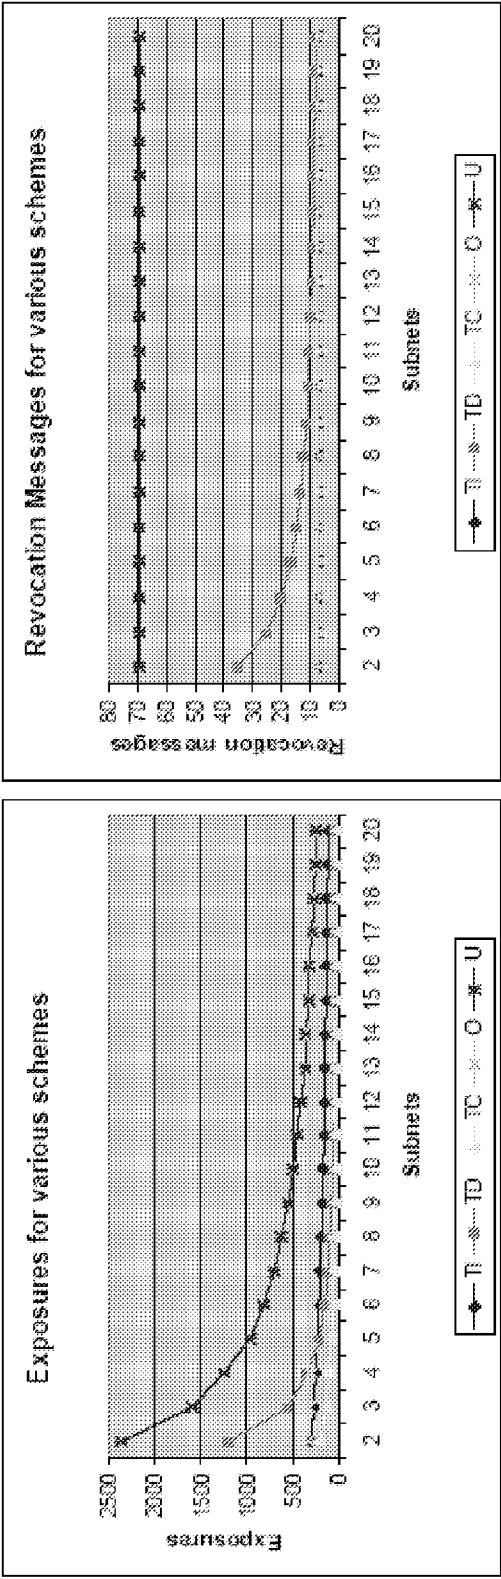 Exposures for various schemes
Exposures
2500
2000
1500
1000
500
0
2 3 4 5 6 7 8 9 10 11 12 13 14 15 16 17 18 19 20
Subnets
TI TD TC O U
Revocation Messages for various schemes
Revocation messages
80
70
60
50
40
30
20
10
0
2 3 4 5 6 7 8 9 10 11 12 13 14 15 16 17 18 19 20
Subnets
TI TD TC O U